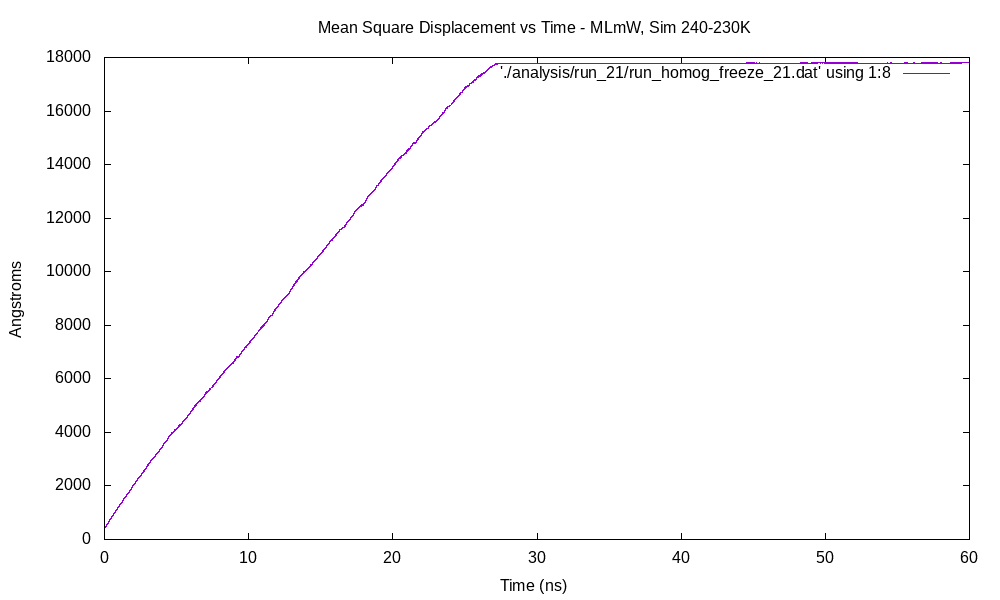 Mean Square Displacement vs Time - MLmW, Sim 240-230K
18000
'./analysis/run_21/run_homog_freeze_21.dat' using 1:8
16000
14000
12000
10000
8000
6000
4000
2000
0
Angstroms
0 10 20 30 40 50 60
Time (ns)